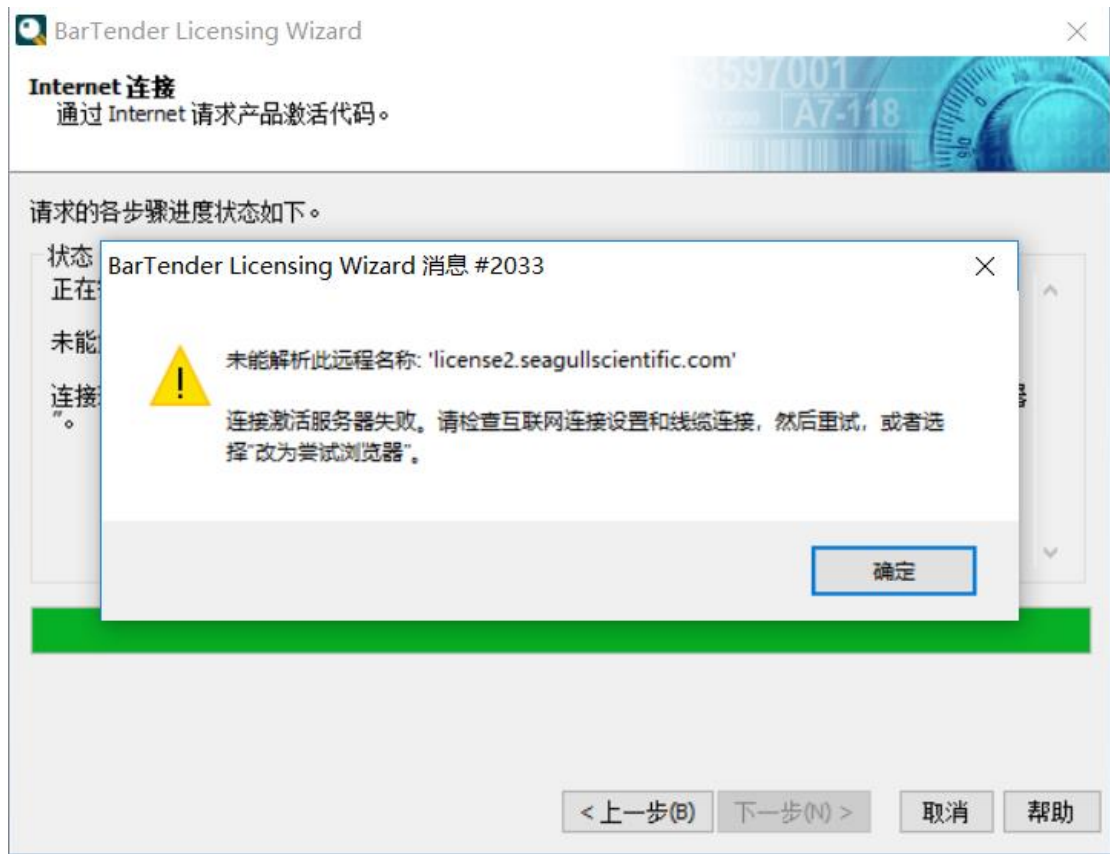 BarTender Licensing Wizard
Internet 连接
通过 Internet 请求产品激活代码。
3597001
A7-118
请求的各步骤进度状态如下。
状态
正在
未能
连接
”。
器
BarTender Licensing Wizard 消息 #2033
未能解析此远程名称: 'license2.seagullscientific.com'
连接激活服务器失败。请检查互联网连接设置和线缆连接，然后重试，或者选
择“改为尝试浏览器”。
确定
<上一步(B)
下一步(N) >
取消
帮助